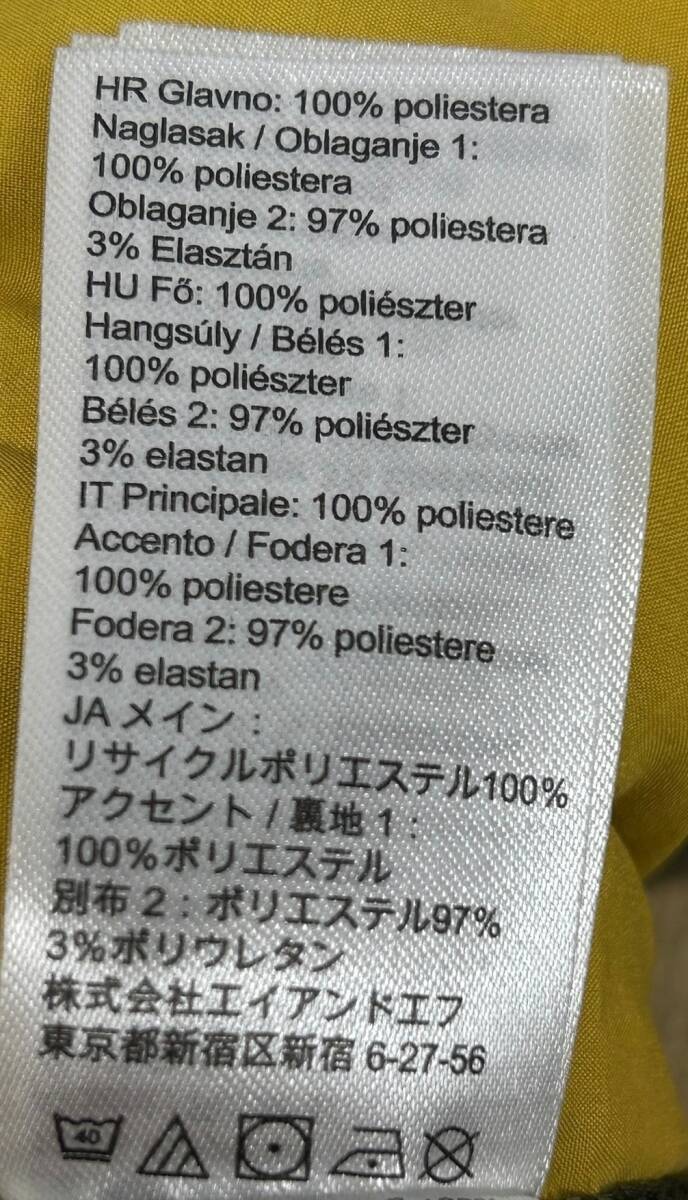 HR Glavno: 100% poliestera
Naglasak / Oblaganje 1:
100% poliestera
Oblaganje 2: 97% poliestera
3% Elasztán
HU Fő: 100% poliészter
Hangsúly / Bélés 1:
100% poliészter
Bélés 2: 97% poliészter
3% elastan
IT Principale: 100% poliestere
Accento / Fodera 1:
100% poliestere
Fodera 2: 97% poliestere
3% elastan
JA メイン :
リサイクルポリエステル100%
アクセント / 裏地 1 :
100%ポリエステル
別布 2 : ポリエステル97%
3%ポリウレタン
株式会社エイアンドエフ
東京都新宿区新宿 6-27-56
40